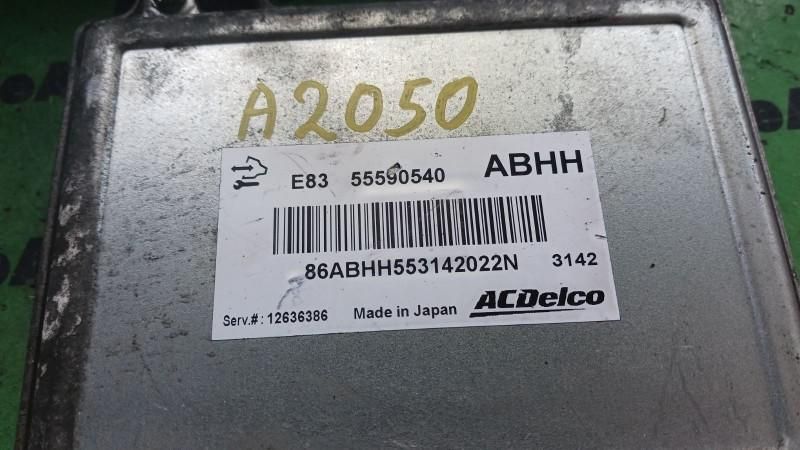 A2050
E83 55590540 ABHH
86ABHH553142022N 3142
Serv.#: 12636386 Made in Japan ACDelco